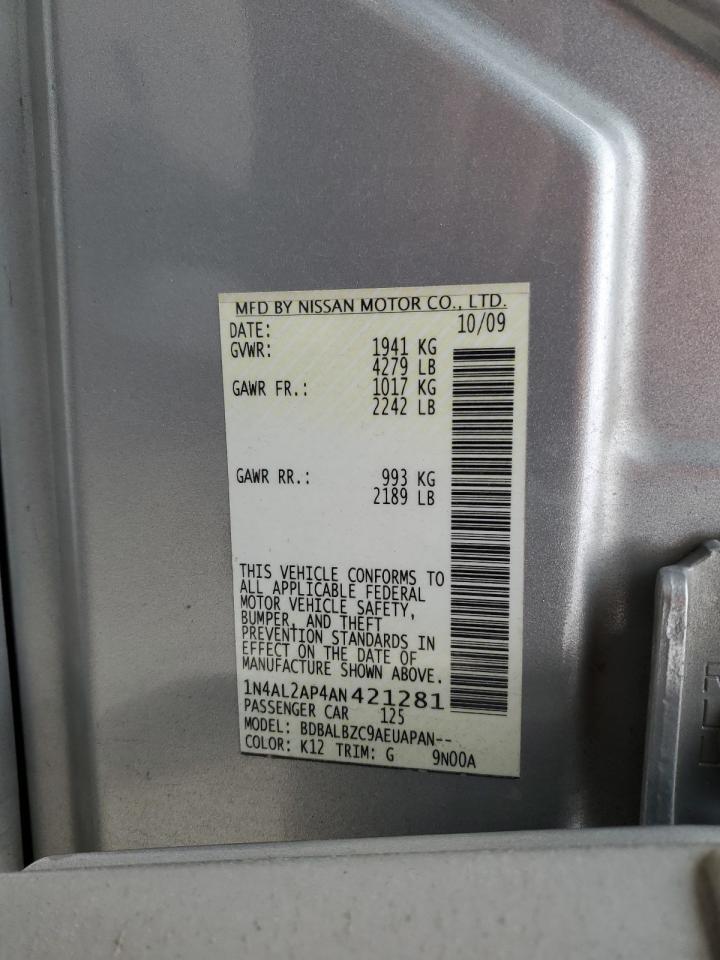 MFD BY NISSAN MOTOR CO., LTD.
DATE: 10/09
GVWR: 1941 KG
4279 LB
GAWR FR.: 1017 KG
2242 LB
GAWR RR.: 993 KG
2189 LB
THIS VEHICLE CONFORMS TO
ALL APPLICABLE FEDERAL
MOTOR VEHICLE SAFETY,
BUMPER, AND THEFT
PREVENTION STANDARDS IN
EFFECT ON THE DATE OF
MANUFACTURE SHOWN ABOVE.
1N4AL2AP4AN421281
PASSENGER CAR 125
MODEL: BDBALBZC9AEUAPAN--
COLOR: K12 TRIM: G 9N00A